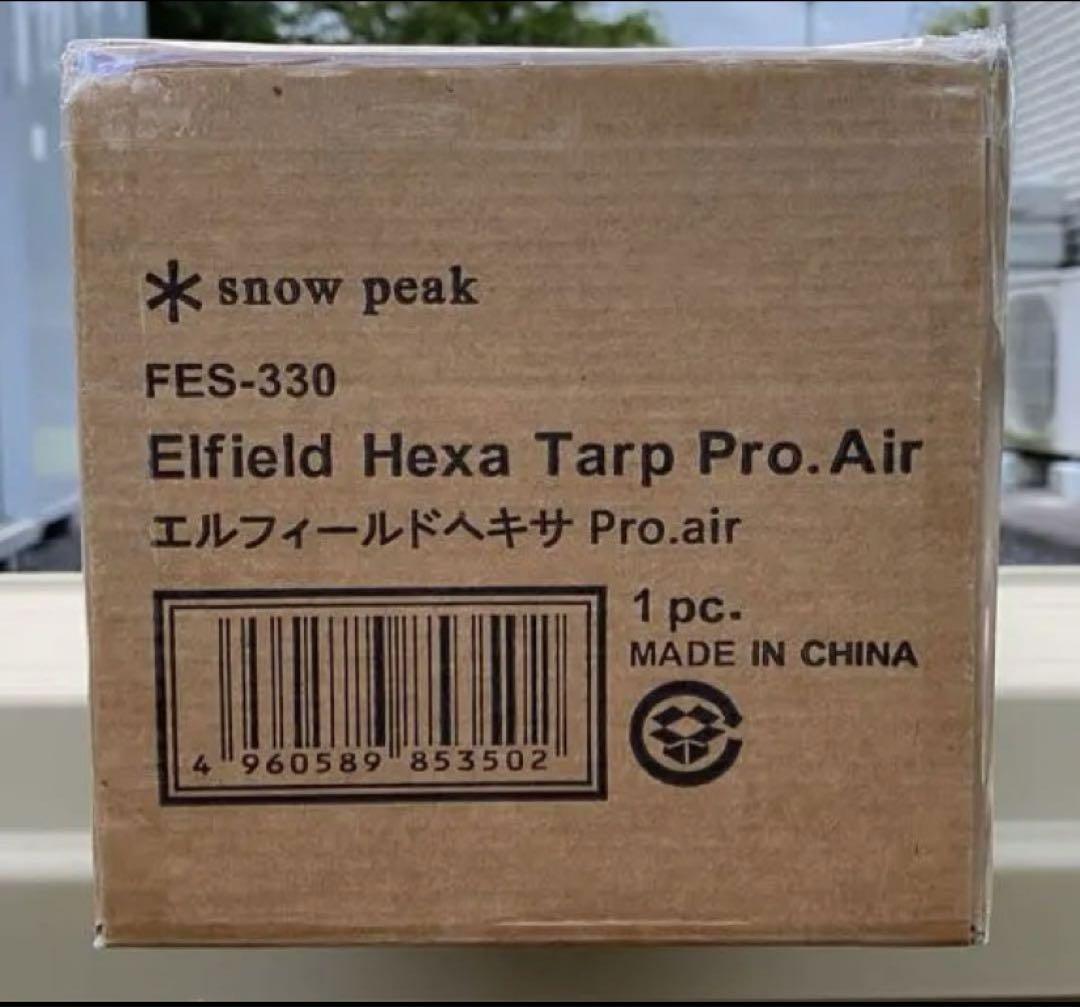 snow peak
FES-330
Elfield Hexa Tarp Pro.Air
エルフィールドヘキサ Pro.air
1 pc.
MADE IN CHINA
4 960589 853502